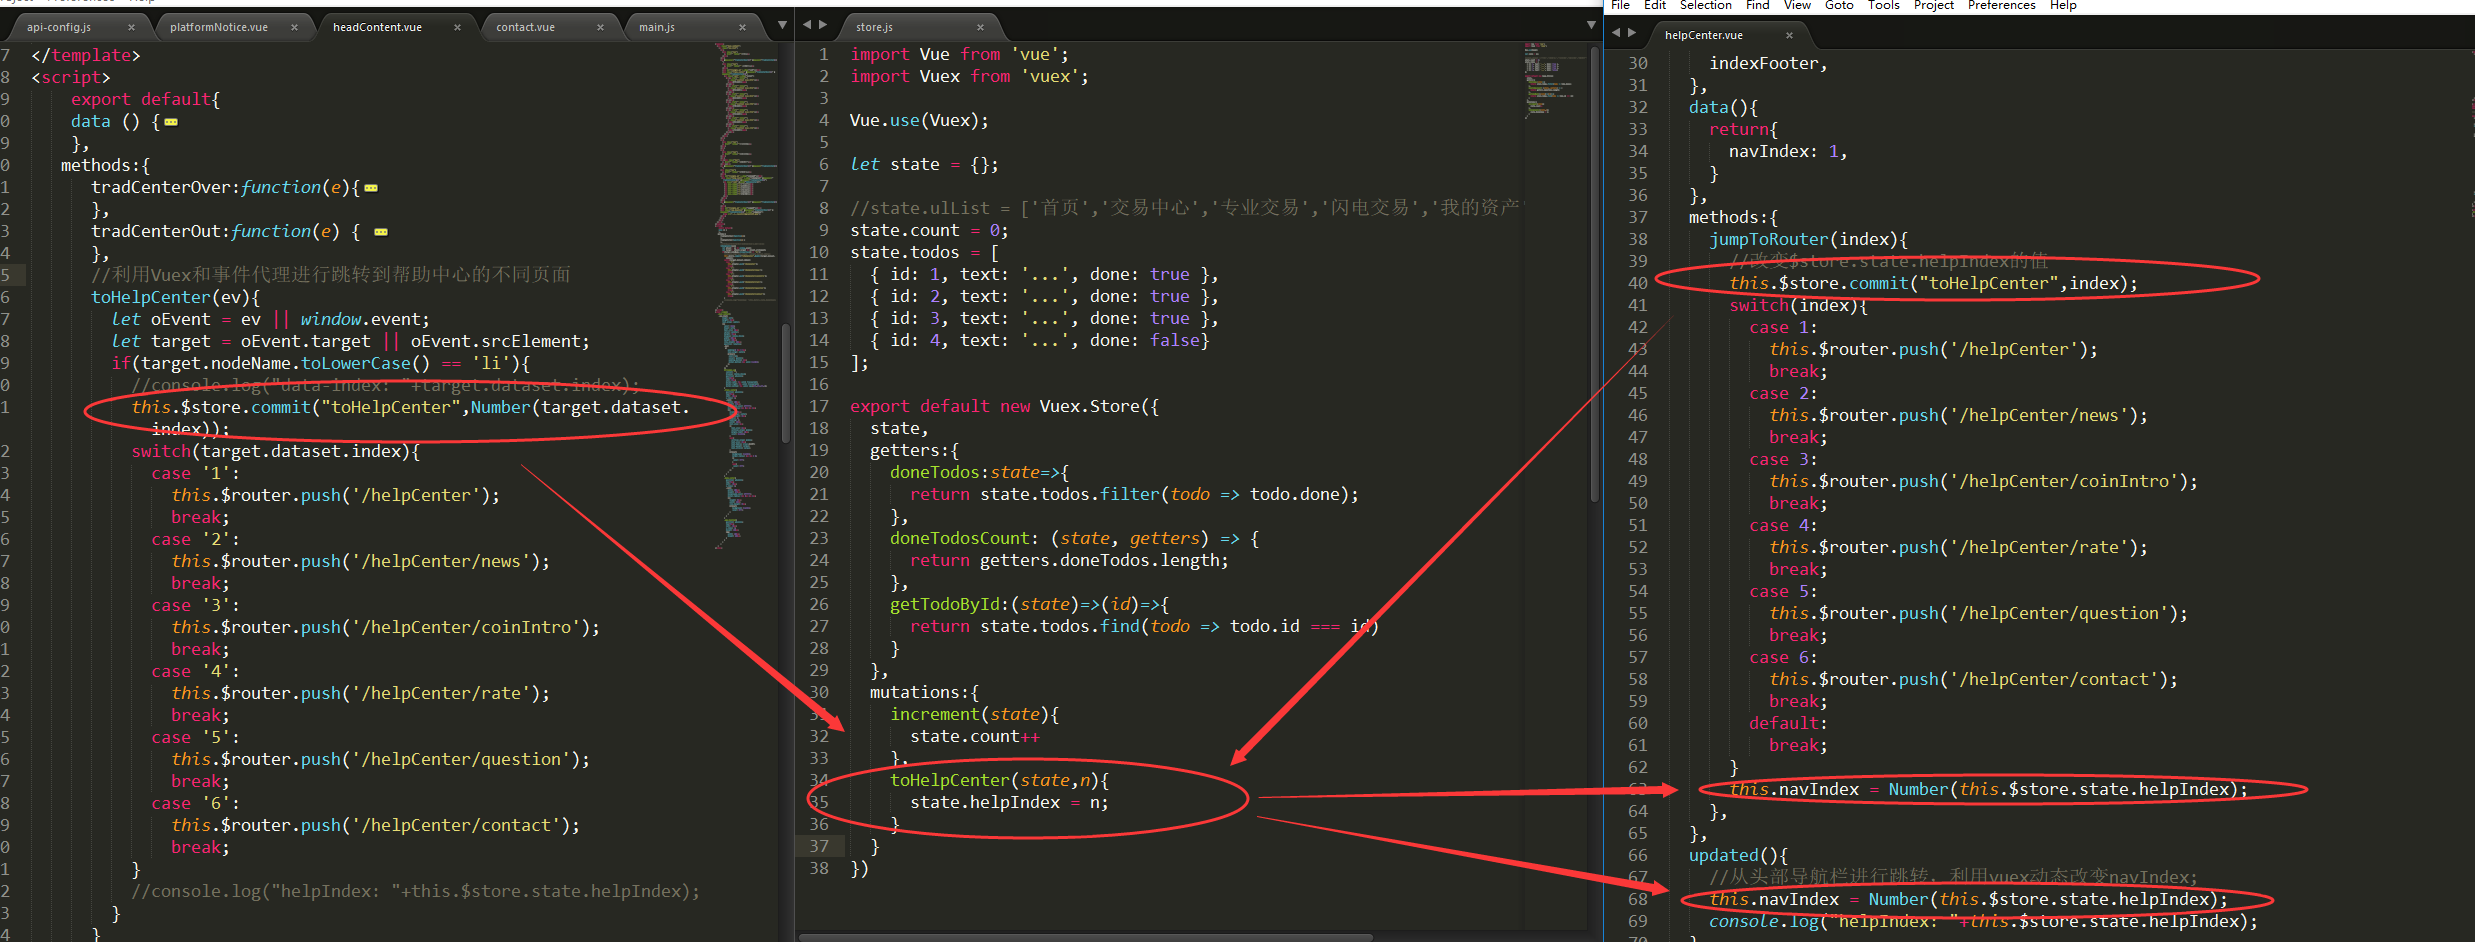 roject Preferences Help
api-config.js × platformNotice.vue × headContent.vue × contact.vue × main.js ×
7 </template>
8 <script>
9 export default{
0 data () {
9 },
0 methods:{
1 tradCenterOver:function(e){
2 },
3 tradCenterOut:function(e) {
4 },
5 //利用Vuex和事件代理进行跳转到帮助中心的不同页面
6 toHelpCenter(ev){
7 let oEvent = ev || window.event;
8 let target = oEvent.target || oEvent.srcElement;
9 if(target.nodeName.toLowerCase() == 'li'){
0 //console.log("data-index: "+target.dataset.index);
1 this.$store.commit("toHelpCenter",Number(target.dataset.
index));
2 switch(target.dataset.index){
3 case '1':
4 this.$router.push('/helpCenter');
5 break;
6 case '2':
7 this.$router.push('/helpCenter/news');
8 break;
9 case '3':
0 this.$router.push('/helpCenter/coinIntro');
1 break;
2 case '4':
3 this.$router.push('/helpCenter/rate');
4 break;
5 case '5':
6 this.$router.push('/helpCenter/question');
7 break;
8 case '6':
9 this.$router.push('/helpCenter/contact');
0 break;
1 }
2 //console.log("helpIndex: "+this.$store.state.helpIndex);
3 }
4 }
store.js ×
1 import Vue from 'vue';
2 import Vuex from 'vuex';
3
4 Vue.use(Vuex);
5
6 let state = {};
7
8 //state.ulList = ['首页','交易中心','专业交易','闪电交易','我的资产'
9 state.count = 0;
10 state.todos = [
11 { id: 1, text: '...', done: true },
12 { id: 2, text: '...', done: true },
13 { id: 3, text: '...', done: true },
14 { id: 4, text: '...', done: false}
15 ];
16
17 export default new Vuex.Store({
18 state,
19 getters:{
20 doneTodos:state=>{
21 return state.todos.filter(todo => todo.done);
22 },
23 doneTodosCount: (state, getters) => {
24 return getters.doneTodos.length;
25 },
26 getTodoById:(state)=>(id)=>{
27 return state.todos.find(todo => todo.id === id)
28 }
29 },
30 mutations:{
31 increment(state){
32 state.count++
33 },
34 toHelpCenter(state,n){
35 state.helpIndex = n;
36 }
37 }
38 })
File Edit Selection Find View Goto Tools Project Preferences Help
helpCenter.vue ×
30 indexFooter,
31 },
32 data(){
33 return{
34 navIndex: 1,
35 }
36 },
37 methods:{
38 jumpToRouter(index){
39 //改变$store.state.helpIndex的值
40 this.$store.commit("toHelpCenter",index);
41 switch(index){
42 case 1:
43 this.$router.push('/helpCenter');
44 break;
45 case 2:
46 this.$router.push('/helpCenter/news');
47 break;
48 case 3:
49 this.$router.push('/helpCenter/coinIntro');
50 break;
51 case 4:
52 this.$router.push('/helpCenter/rate');
53 break;
54 case 5:
55 this.$router.push('/helpCenter/question');
56 break;
57 case 6:
58 this.$router.push('/helpCenter/contact');
59 break;
60 default:
61 break;
62 }
63 this.navIndex = Number(this.$store.state.helpIndex);
64 },
65 },
66 updated(){
67 //从头部导航栏进行跳转，利用vuex动态改变navIndex;
68 this.navIndex = Number(this.$store.state.helpIndex);
69 console.log("helpIndex: "+this.$store.state.helpIndex);
70 }